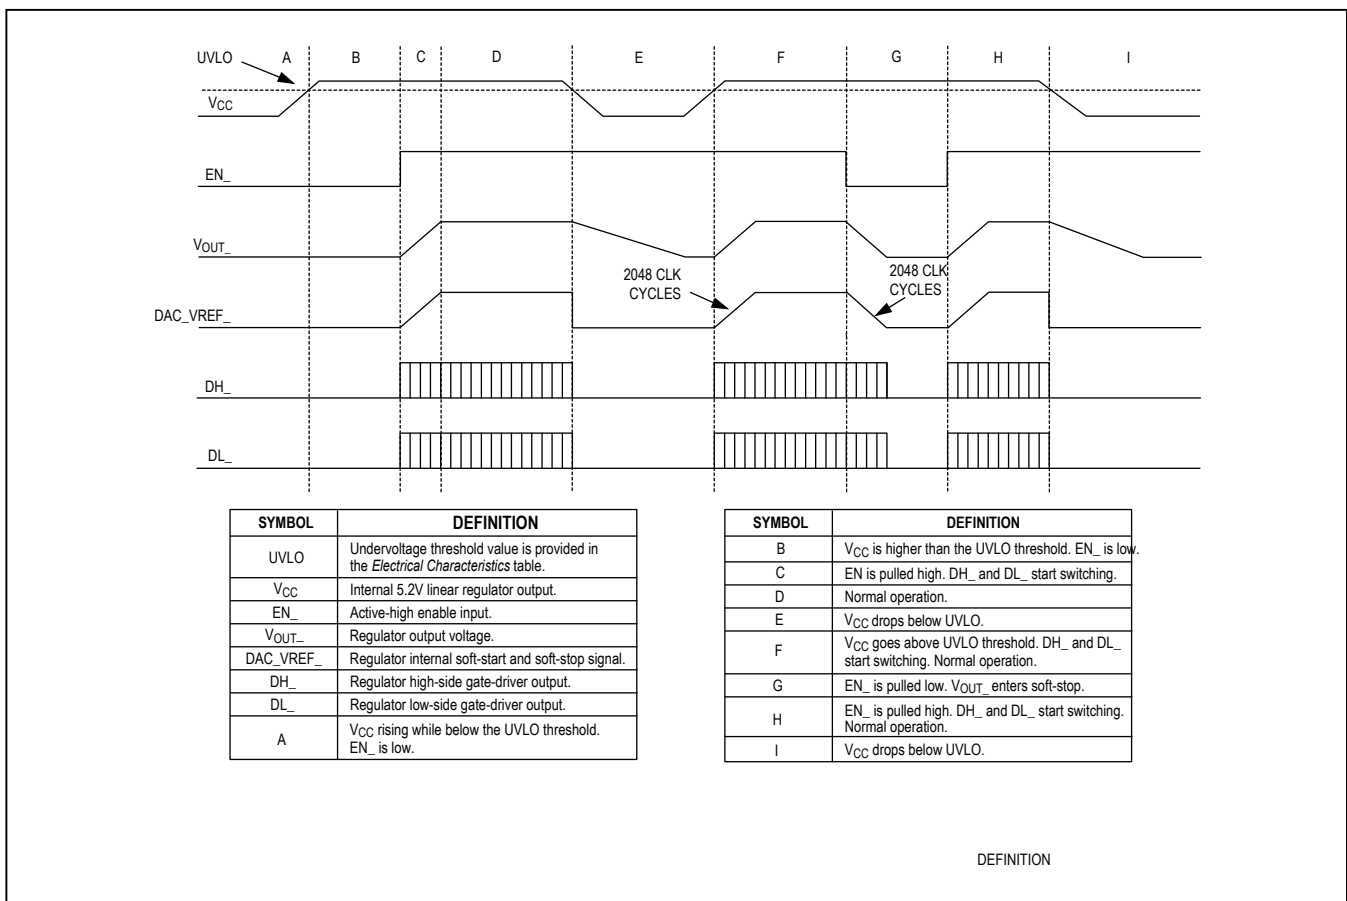 UVLO
A
B
C
D
E
F
G
H
I
VCC
EN_
VOUT_
2048 CLK
CYCLES
2048 CLK
CYCLES
DAC_VREF_
DH_
DL_
SYMBOL DEFINITION
UVLO Undervoltage threshold value is provided in
the Electrical Characteristics table.
VCC Internal 5.2V linear regulator output.
EN_ Active-high enable input.
VOUT_ Regulator output voltage.
DAC_VREF_ Regulator internal soft-start and soft-stop signal.
DH_ Regulator high-side gate-driver output.
DL_ Regulator low-side gate-driver output.
A VCC rising while below the UVLO threshold.
EN_ is low.
SYMBOL DEFINITION
B VCC is higher than the UVLO threshold. EN_ is low.
C EN is pulled high. DH_ and DL_ start switching.
D Normal operation.
E VCC drops below UVLO.
F VCC goes above UVLO threshold. DH_ and DL_
start switching. Normal operation.
G EN_ is pulled low. VOUT_ enters soft-stop.
H EN_ is pulled high. DH_ and DL_ start switching.
Normal operation.
I VCC drops below UVLO.
DEFINITION